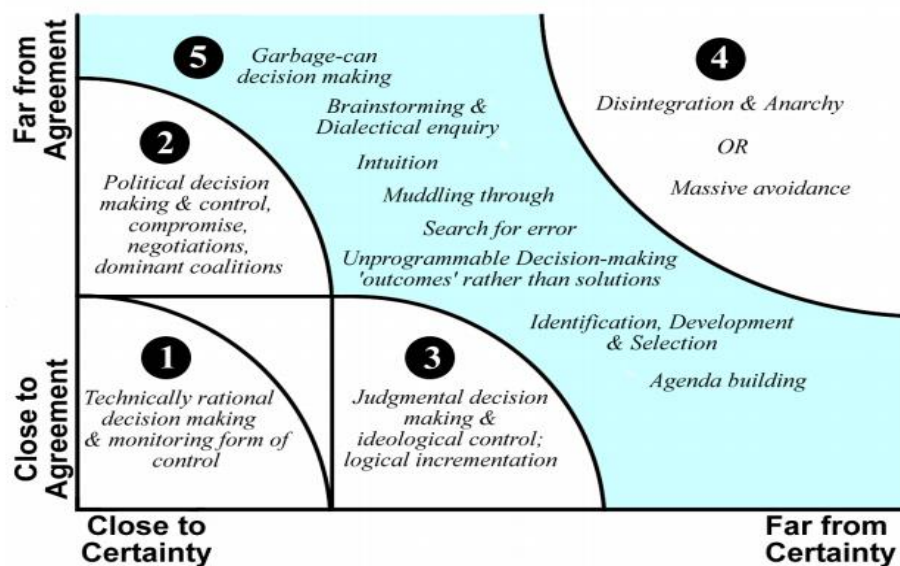 Far from
Agreement
5
Garbage-can
decision making
Brainstorming &
Dialectical enquiry
Intuition
Muddling through
Search for error
Unprogrammable Decision-making
'outcomes' rather than solutions
Identification, Development
& Selection
Agenda building
4
Disintegration & Anarchy
OR
Massive avoidance
2
Political decision
making & control,
compromise,
negotiations,
dominant coalitions
Close to
Agreement
1
Technically rational
decision making
& monitoring form of
control
3
Judgmental decision
making &
ideological control;
logical incrementation
Close to
Certainty
Far from
Certainty